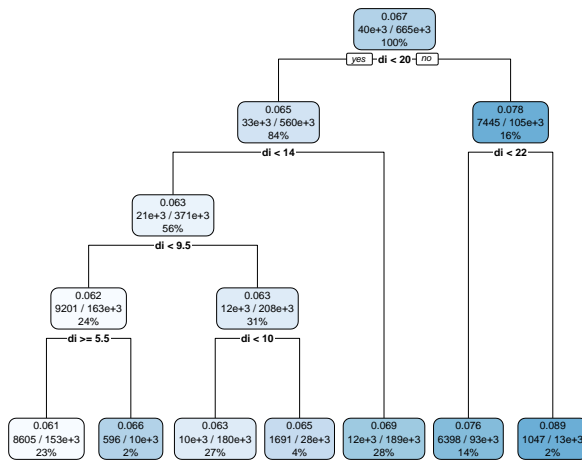 0.067
40e+3 / 665e+3
100%
yes di < 20 no
0.065
33e+3 / 560e+3
84%
0.078
7445 / 105e+3
16%
di < 14
di < 22
0.063
21e+3 / 371e+3
56%
di < 9.5
0.062
9201 / 163e+3
24%
0.063
12e+3 / 208e+3
31%
di >= 5.5
di < 10
0.061
8605 / 153e+3
23%
0.066
596 / 10e+3
2%
0.063
10e+3 / 180e+3
27%
0.065
1691 / 28e+3
4%
0.069
12e+3 / 189e+3
28%
0.076
6398 / 93e+3
14%
0.089
1047 / 13e+3
2%